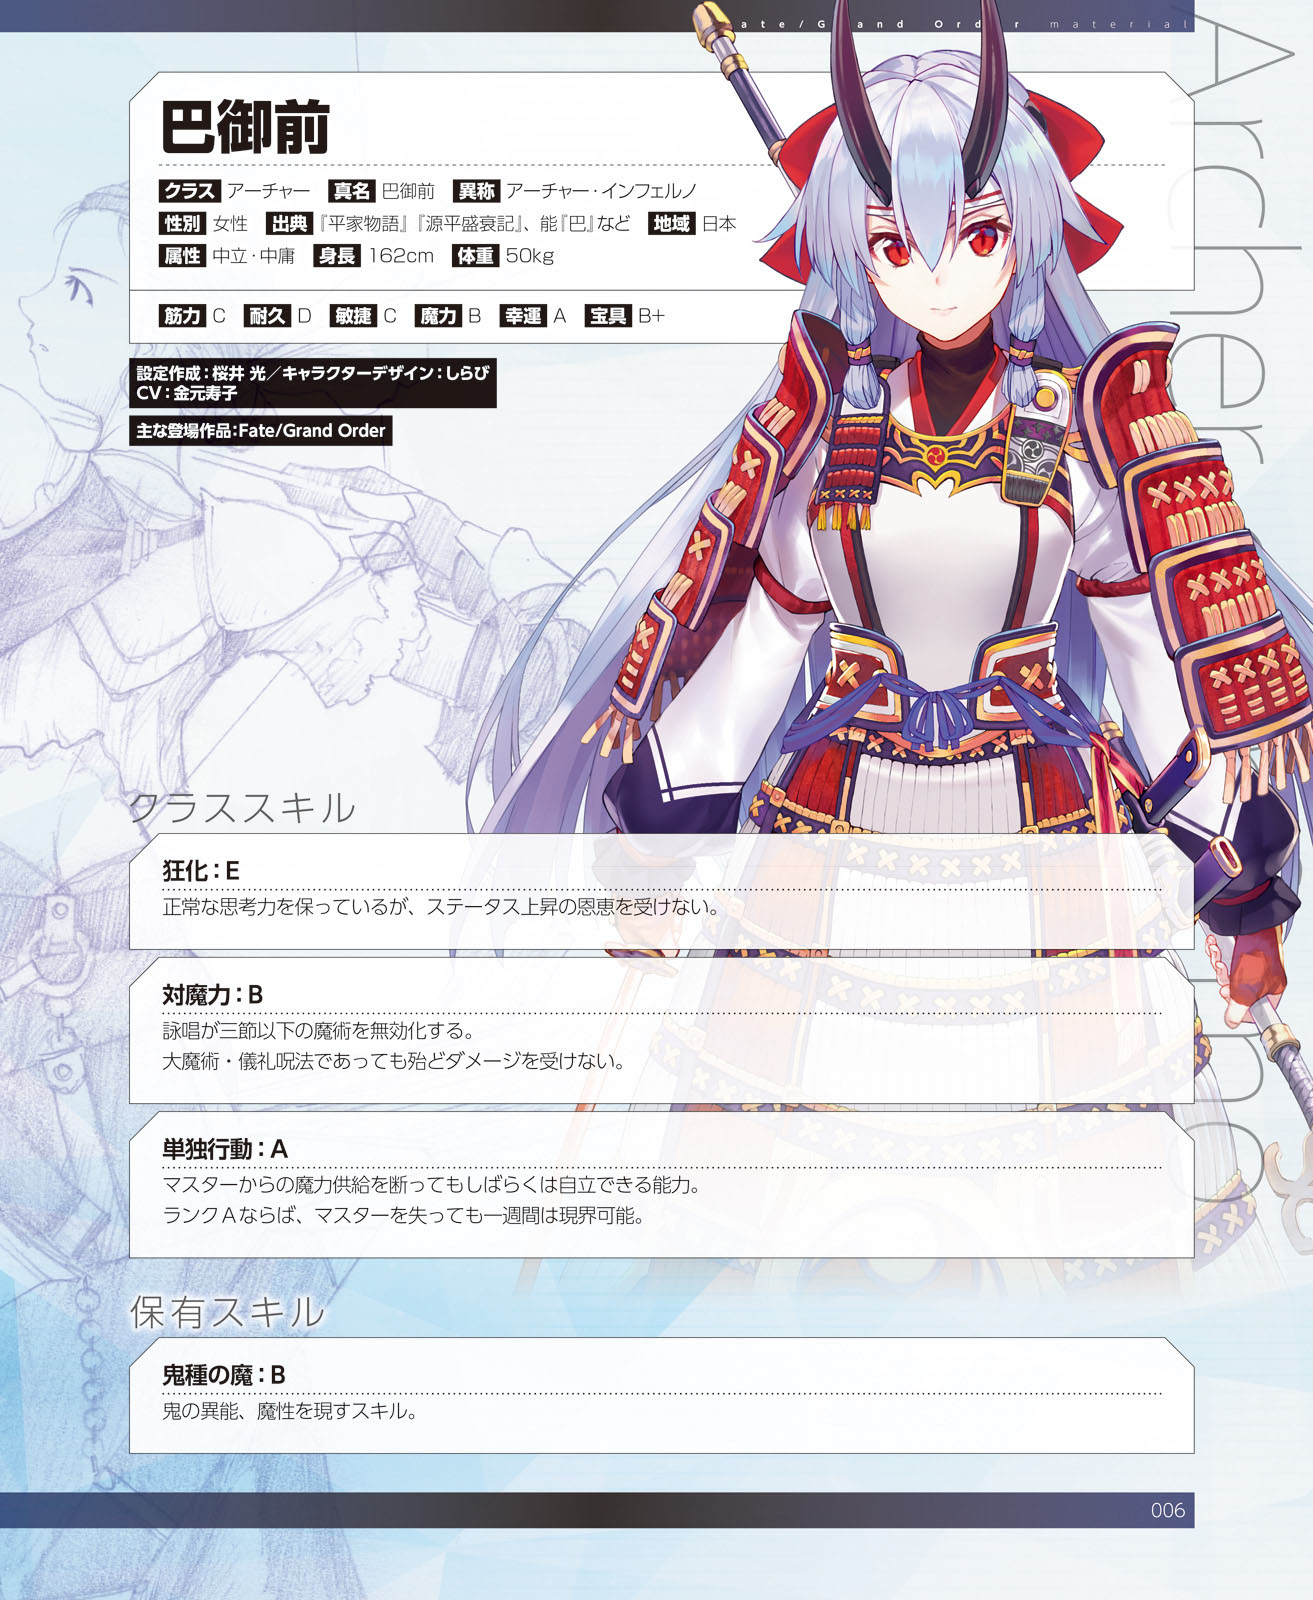 Fate/Grand Order material
Archer
巴御前
クラス アーチャー 真名 巴御前 異称 アーチャー・インフェルノ
性別 女性 出典 『平家物語』『源平盛衰記』、能『巴』など 地域 日本
属性 中立・中庸 身長 162cm 体重 50kg
筋力 C 耐久 D 敏捷 C 魔力 B 幸運 A 宝具 B+
設定作成：桜井 光／キャラクターデザイン：しらび
CV：金元寿子
主な登場作品：Fate/Grand Order
クラススキル
狂化：E
正常な思考力を保っているが、ステータス上昇の恩恵を受けない。
対魔力：B
詠唱が三節以下の魔術を無効化する。
大魔術・儀礼呪法であっても殆どダメージを受けない。
単独行動：A
マスターからの魔力供給を断ってもしばらくは自立できる能力。
ランクＡならば、マスターを失っても一週間は現界可能。
保有スキル
鬼種の魔：B
鬼の異能、魔性を現すスキル。
006